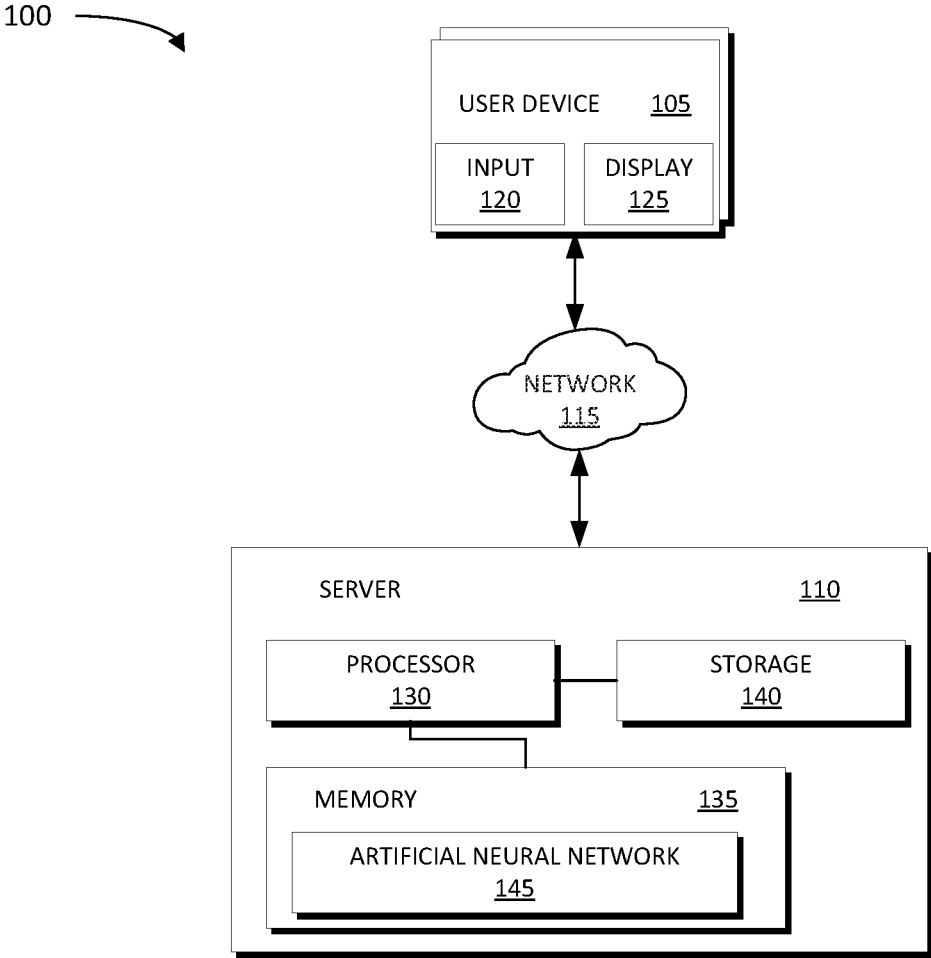 100
USER DEVICE 105
INPUT
120
DISPLAY
125
NETWORK
115
SERVER 110
PROCESSOR
130
STORAGE
140
MEMORY 135
ARTIFICIAL NEURAL NETWORK
145